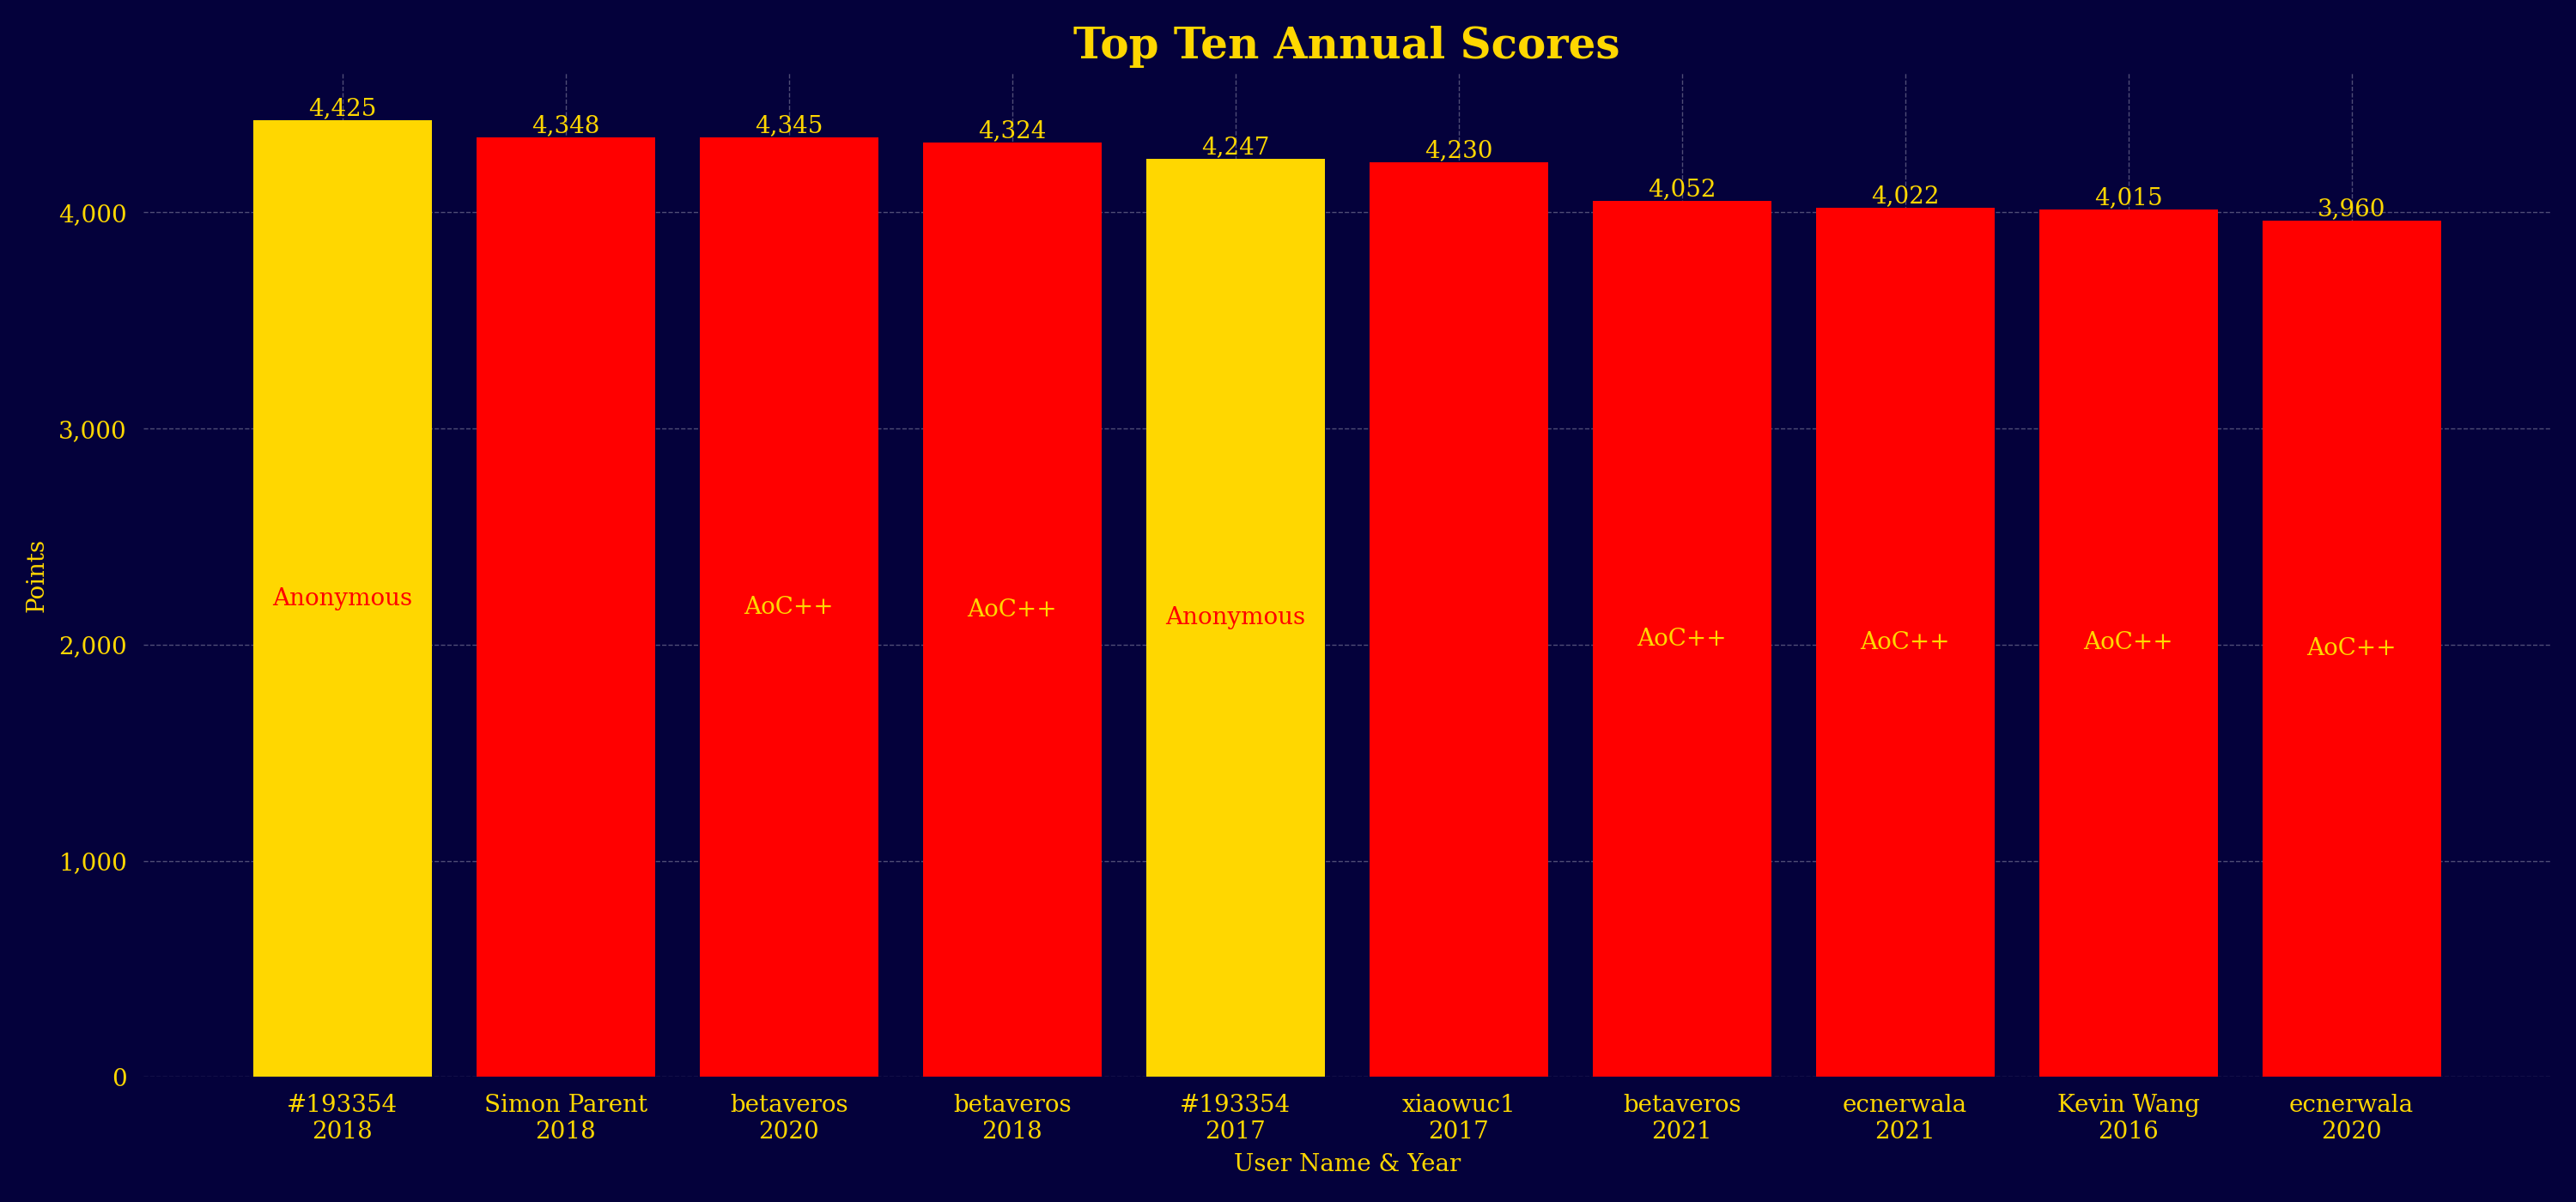 Top Ten Annual Scores
4,425
4,348
4,345
4,324
4,247
4,230
4,052
4,022
4,015
3,960
4,000
3,000
2,000
1,000
0
Points
Anonymous
AoC++
AoC++
Anonymous
AoC++
AoC++
AoC++
AoC++
#193354
2018
Simon Parent
2018
betaveros
2020
betaveros
2018
#193354
2017
xiaowuc1
2017
betaveros
2021
ecnerwala
2021
Kevin Wang
2016
ecnerwala
2020
User Name & Year